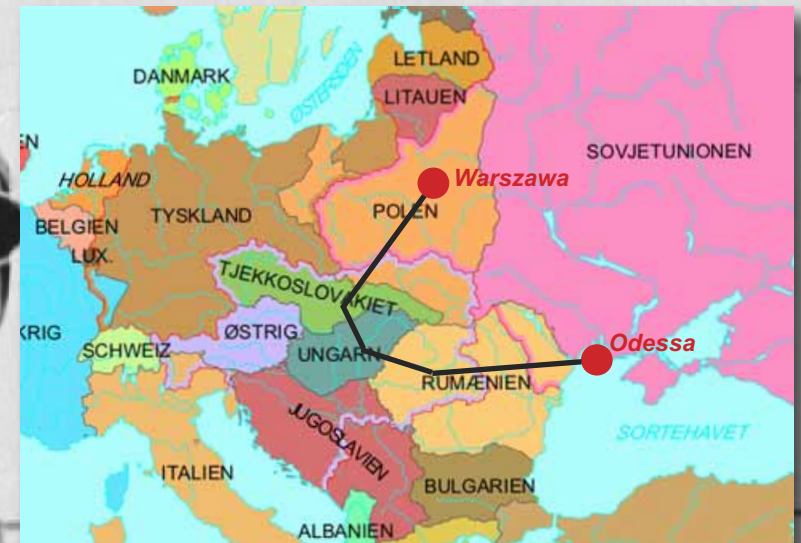 LETLAND
DANMARK
ØSTERSØEN
LITAUEN
SOVJETUNIONEN
HOLLAND
Warszawa
POLEN
TYSKLAND
BELGIEN
LUX.
TJEKKOSLOVAKIET
KRIG
ØSTRIG
SCHWEIZ
UNGARN
Odessa
RUMÆNIEN
JUGOSLAVIEN
SORTEHAVET
ITALIEN
BULGARIEN
ALBANIEN